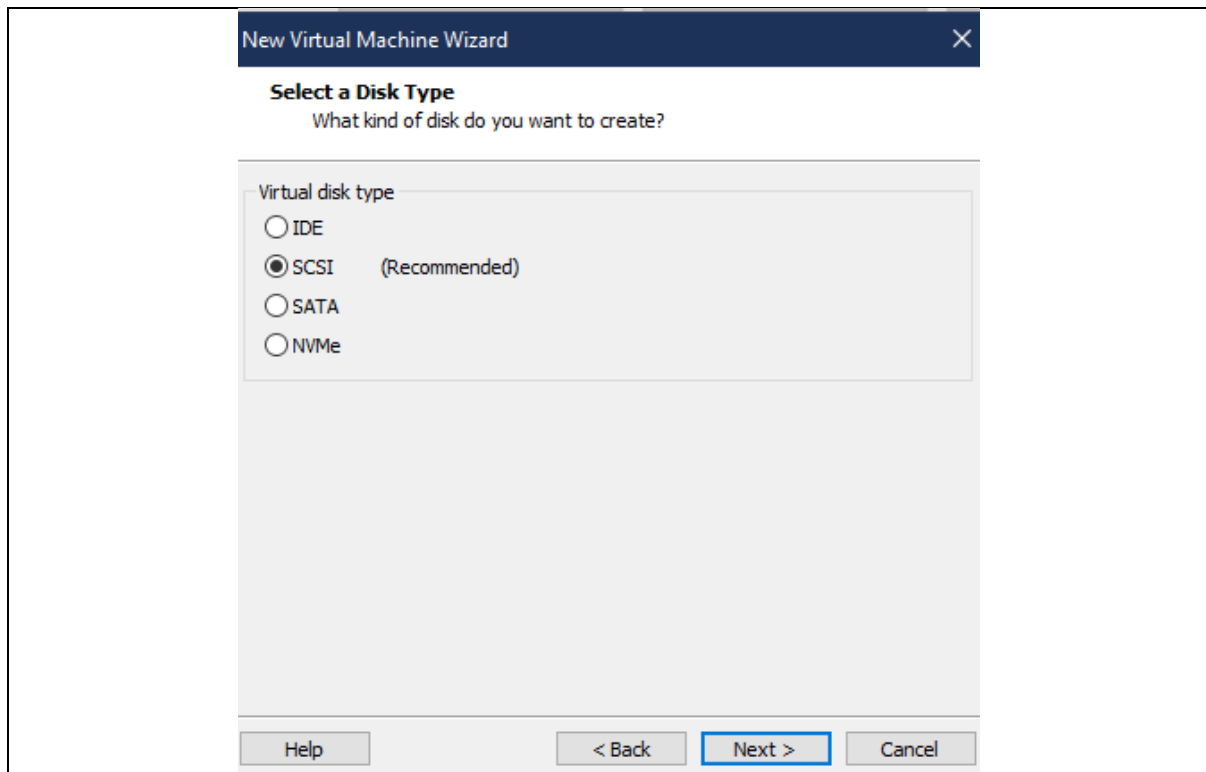 New Virtual Machine Wizard
Select a Disk Type
What kind of disk do you want to create?
Virtual disk type
IDE
SCSI (Recommended)
SATA
NVMe
Help < Back Next > Cancel